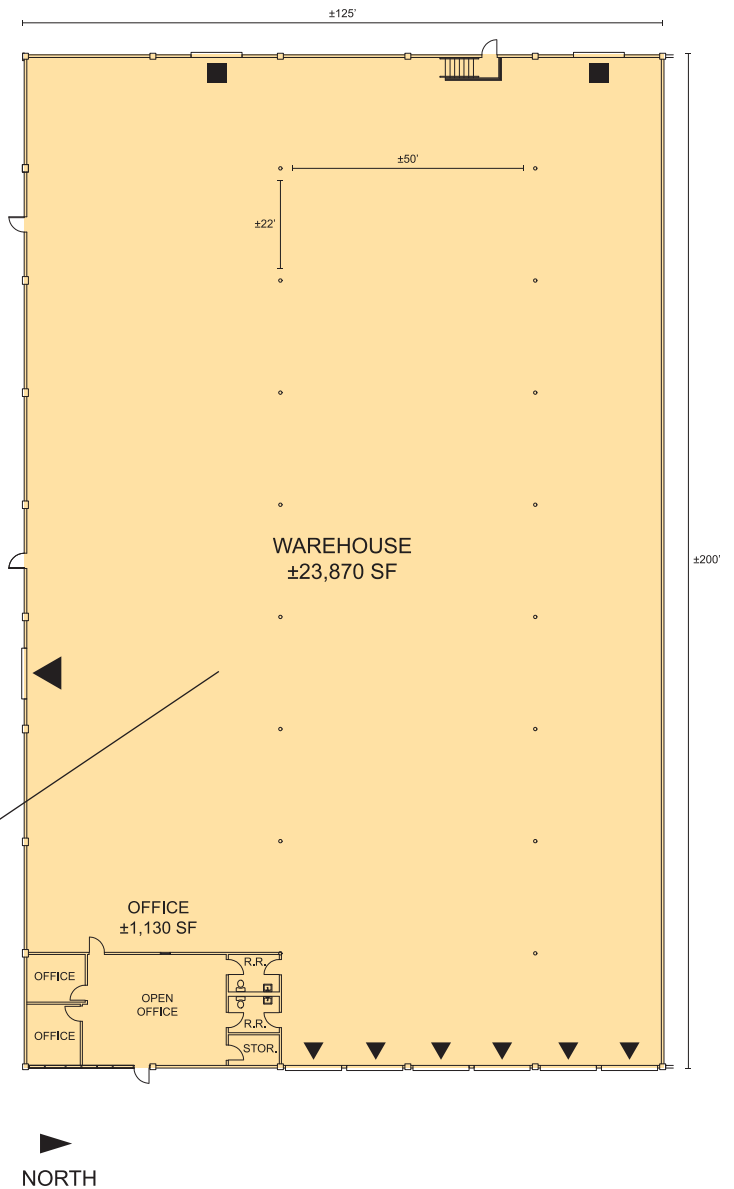 ±125'
±50'
±22'
WAREHOUSE
±23,870 SF
±200'
OFFICE
±1,130 SF
R.R.
OFFICE
OPEN
OFFICE
R.R.
OFFICE
STOR.
NORTH